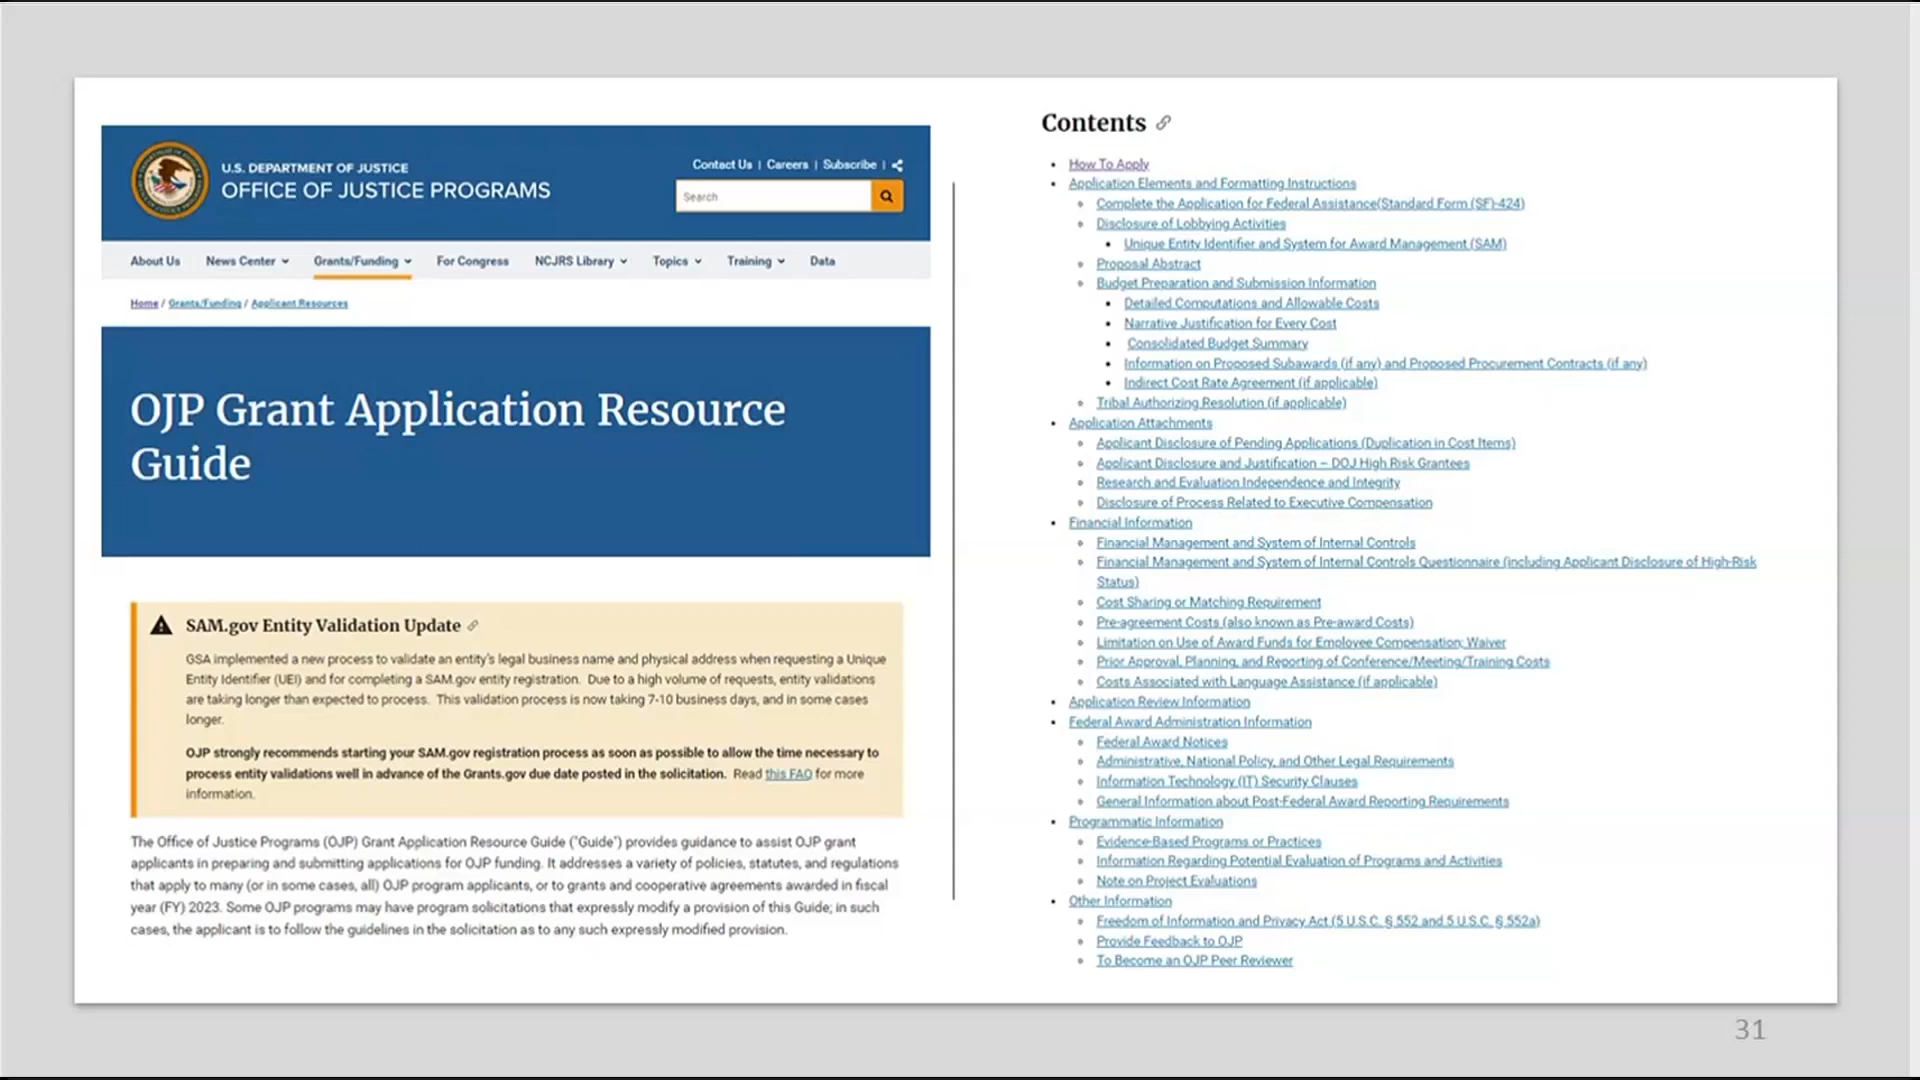 U.S. DEPARTMENT OF JUSTICE
OFFICE OF JUSTICE PROGRAMS
Contact Us | Careers | Subscribe |
Search
About Us News Center Grants/Funding For Congress NCJRS Library Topics Training Data
Home / Grants/Funding / Applicant Resources
OJP Grant Application Resource
Guide
SAM.gov Entity Validation Update
GSA implemented a new process to validate an entity's legal business name and physical address when requesting a Unique
Entity Identifier (UEI) and for completing a SAM.gov entity registration. Due to a high volume of requests, entity validations
are taking longer than expected to process. This validation process is now taking 7-10 business days, and in some cases
longer.
OJP strongly recommends starting your SAM.gov registration process as soon as possible to allow the time necessary to
process entity validations well in advance of the Grants.gov due date posted in the solicitation. Read this FAQ for more
information.
The Office of Justice Programs (OJP) Grant Application Resource Guide ("Guide") provides guidance to assist OJP grant
applicants in preparing and submitting applications for OJP funding. It addresses a variety of policies, statutes, and regulations
that apply to many (or in some cases, all) OJP program applicants, or to grants and cooperative agreements awarded in fiscal
year (FY) 2023. Some OJP programs may have program solicitations that expressly modify a provision of this Guide; in such
cases, the applicant is to follow the guidelines in the solicitation as to any such expressly modified provision.
Contents
How To Apply
Application Elements and Formatting Instructions
Complete the Application for Federal Assistance(Standard Form (SF)-424)
Disclosure of Lobbying Activities
Unique Entity Identifier and System for Award Management (SAM)
Proposal Abstract
Budget Preparation and Submission Information
Detailed Computations and Allowable Costs
Narrative Justification for Every Cost
Consolidated Budget Summary
Information on Proposed Subawards (if any) and Proposed Procurement Contracts (if any)
Indirect Cost Rate Agreement (if applicable)
Tribal Authorizing Resolution (if applicable)
Application Attachments
Applicant Disclosure of Pending Applications (Duplication in Cost Items)
Applicant Disclosure and Justification – DOJ High Risk Grantees
Research and Evaluation Independence and Integrity
Disclosure of Process Related to Executive Compensation
Financial Information
Financial Management and System of Internal Controls
Financial Management and System of Internal Controls Questionnaire (including Applicant Disclosure of High-Risk
Status)
Cost Sharing or Matching Requirement
Pre-agreement Costs (also known as Pre-award Costs)
Limitation on Use of Award Funds for Employee Compensation; Waiver
Prior Approval, Planning, and Reporting of Conference/Meeting/Training Costs
Costs Associated with Language Assistance (if applicable)
Application Review Information
Federal Award Administration Information
Federal Award Notices
Administrative, National Policy, and Other Legal Requirements
Information Technology (IT) Security Clauses
General Information about Post-Federal Award Reporting Requirements
Programmatic Information
Evidence-Based Programs or Practices
Information Regarding Potential Evaluation of Programs and Activities
Note on Project Evaluations
Other Information
Freedom of Information and Privacy Act (5 U.S.C. § 552 and 5 U.S.C. § 552a)
Provide Feedback to OJP
To Become an OJP Peer Reviewer
31